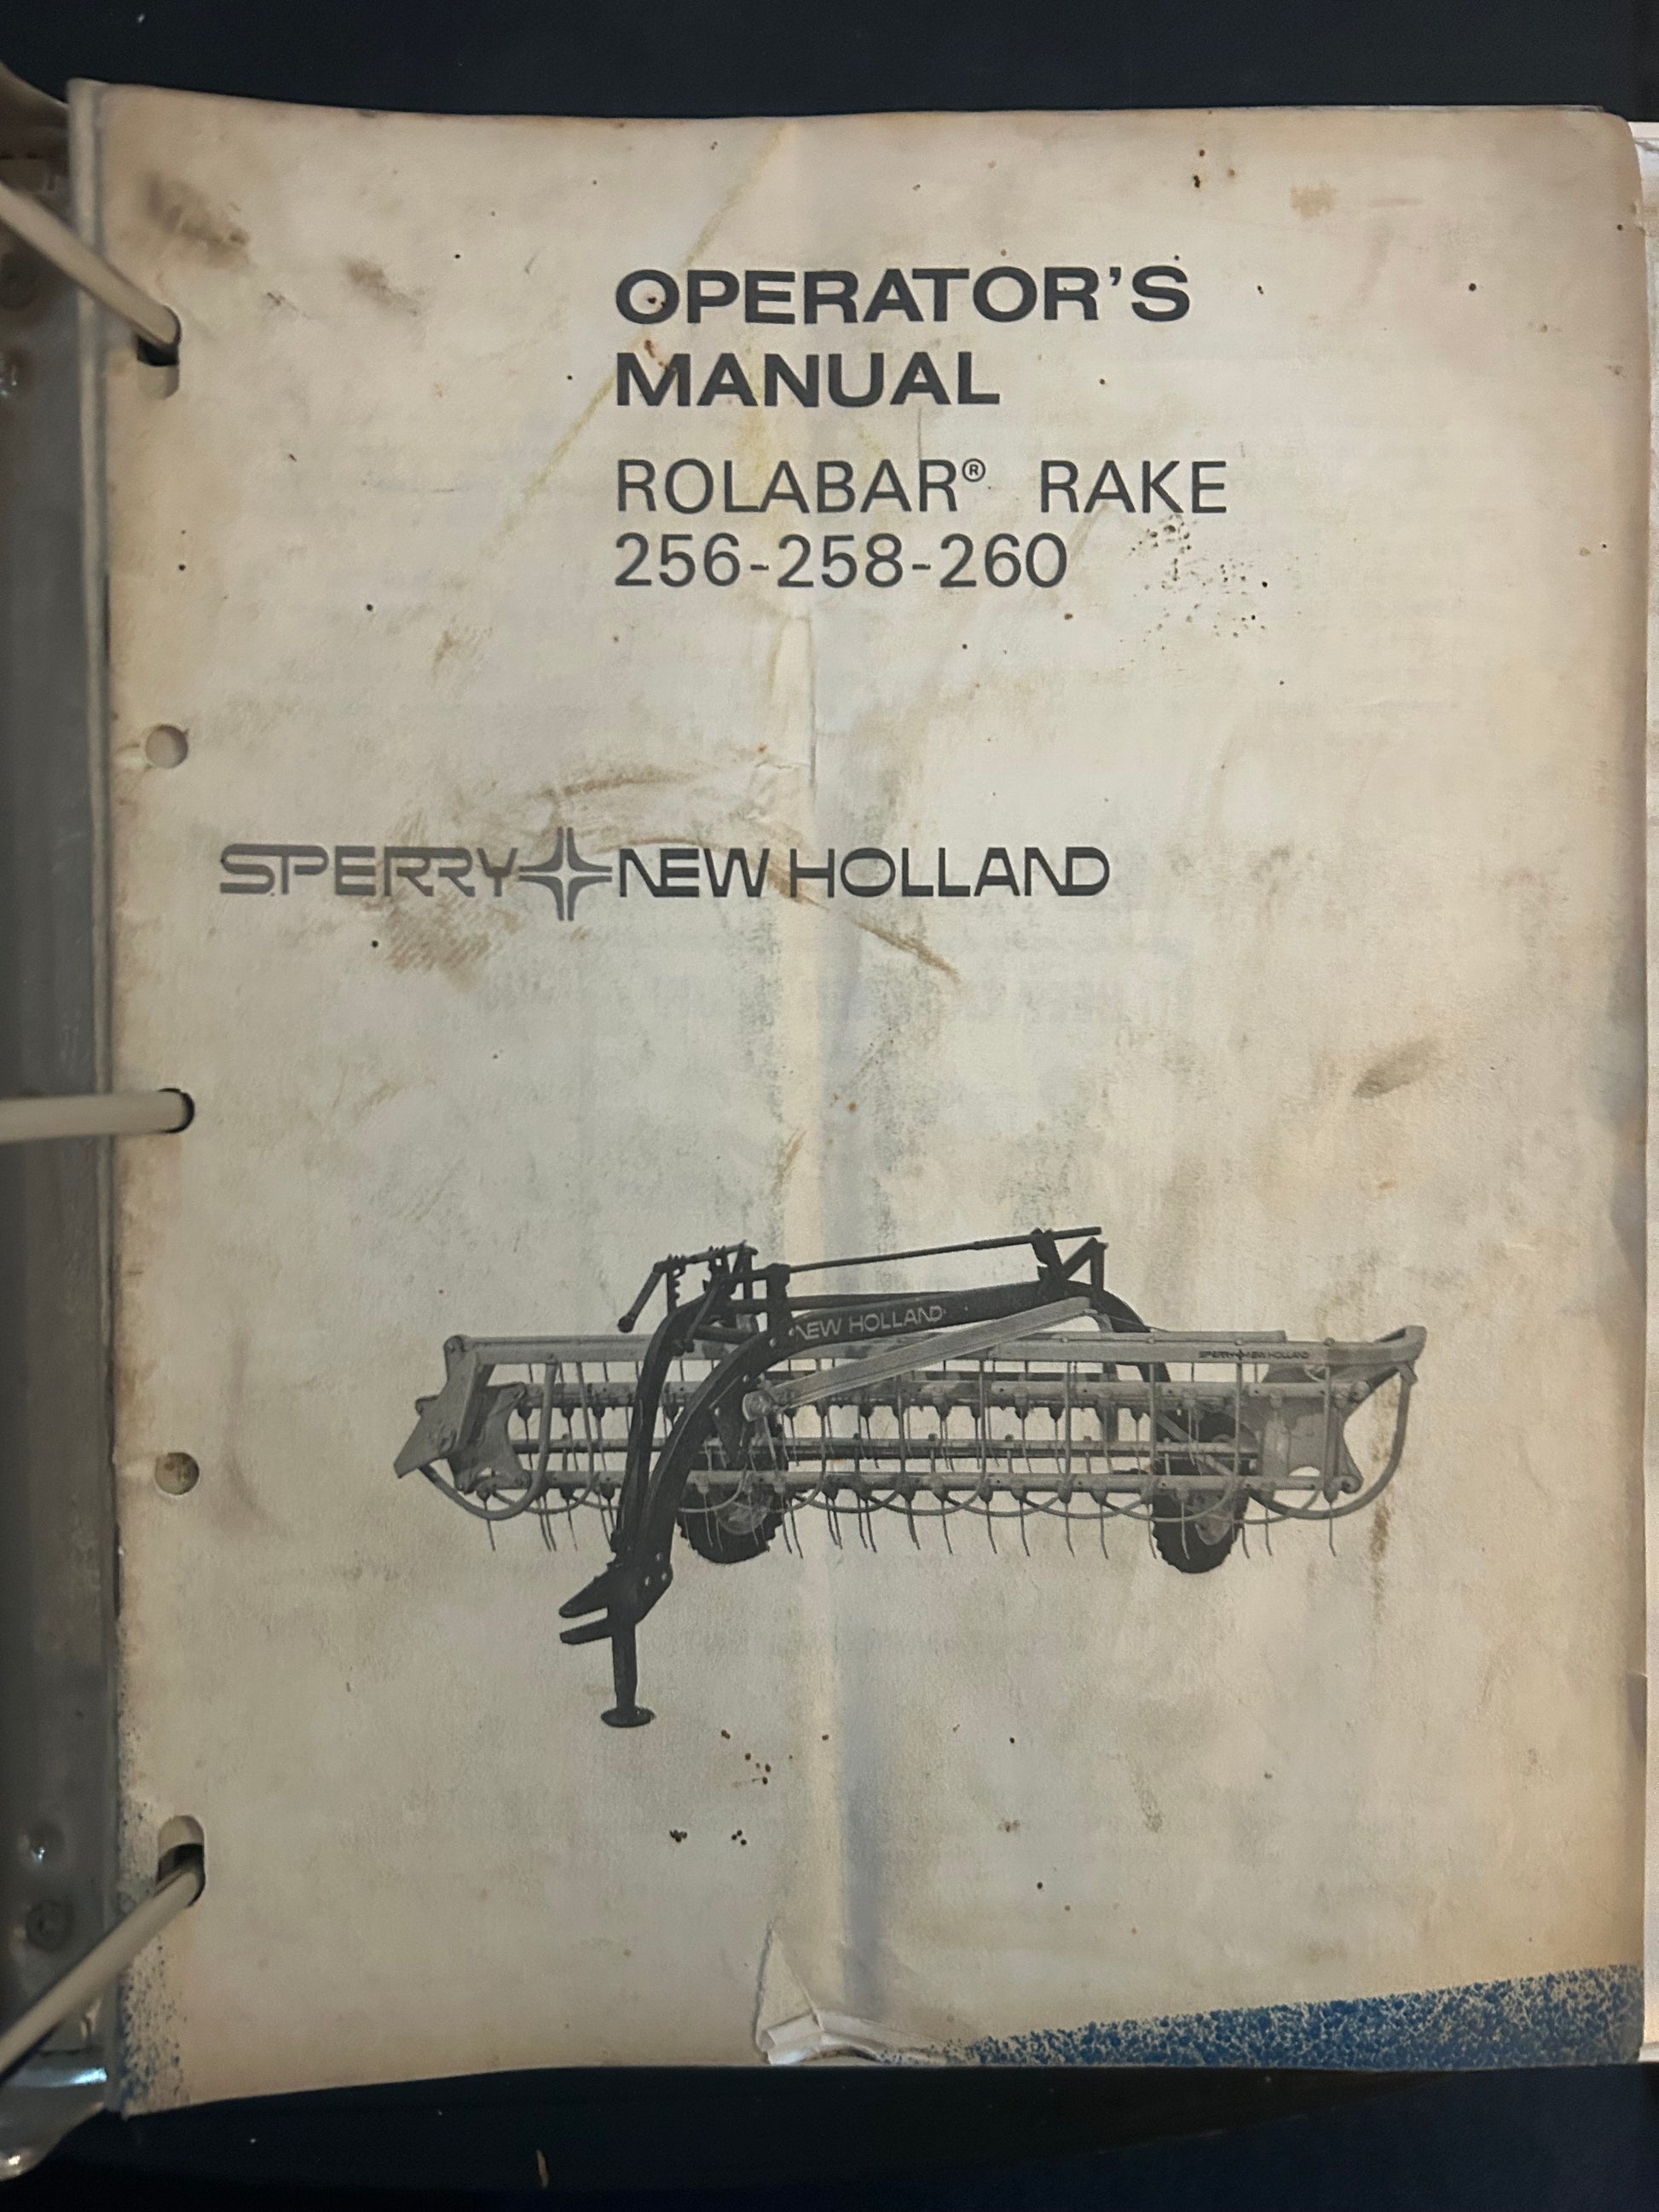 OPERATOR'S
MANUAL
ROLABAR® RAKE
256-258-260
SPERRY NEW HOLLAND
NEW HOLLAND
SPERRY NEW HOLLAND